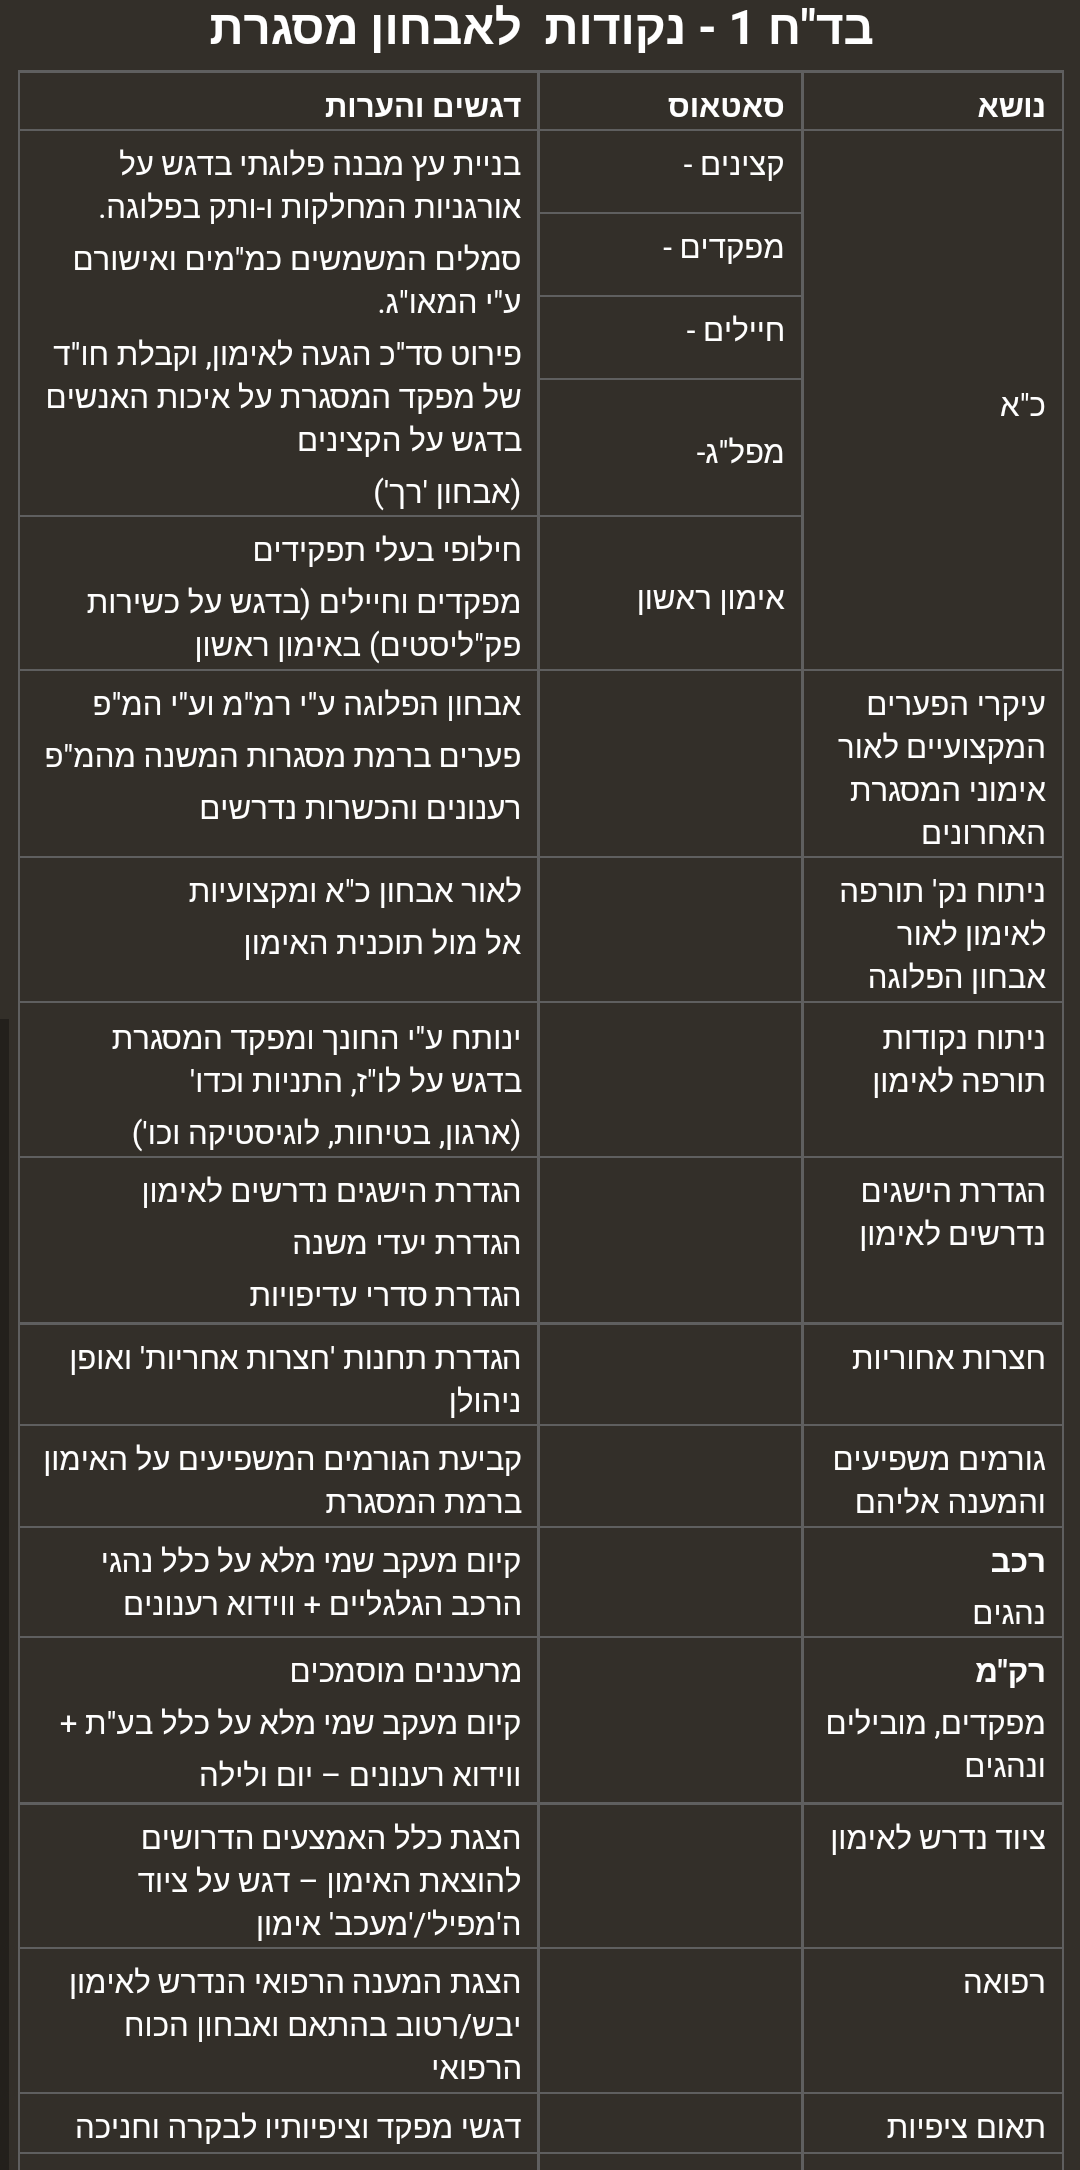 בד"ח 1 - נקודות לאבחון מסגרת
נושא
סאטאוס
דגשים והערות
כ"א
קצינים -
מפקדים -
חיילים -
מפל"ג-
בניית עץ מבנה פלוגתי בדגש על
אורגניות המחלקות ו-ותק בפלוגה.
סמלים המשמשים כמ"מים ואישורם
ע"י המאו"ג.
פירוט סד"כ הגעה לאימון, וקבלת חו"ד
של מפקד המסגרת על איכות האנשים
בדגש על הקצינים
(אבחון 'רך')
אימון ראשון
חילופי בעלי תפקידים
מפקדים וחיילים (בדגש על כשירות
פק"ליסטים) באימון ראשון
עיקרי הפערים
המקצועיים לאור
אימוני המסגרת
האחרונים
אבחון הפלוגה ע"י רמ"מ וע"י המ"פ
פערים ברמת מסגרות המשנה מהמ"פ
רענונים והכשרות נדרשים
ניתוח נק' תורפה
לאימון לאור
אבחון הפלוגה
לאור אבחון כ"א ומקצועיות
אל מול תוכנית האימון
ניתוח נקודות
תורפה לאימון
ינותח ע"י החונך ומפקד המסגרת
בדגש על לו"ז, התניות וכדו'
(ארגון, בטיחות, לוגיסטיקה וכו')
הגדרת הישגים
נדרשים לאימון
הגדרת הישגים נדרשים לאימון
הגדרת יעדי משנה
הגדרת סדרי עדיפויות
חצרות אחוריות
הגדרת תחנות 'חצרות אחריות' ואופן
ניהולן
גורמים משפיעים
והמענה אליהם
קביעת הגורמים המשפיעים על האימון
ברמת המסגרת
רכב
נהגים
קיום מעקב שמי מלא על כלל נהגי
הרכב הגלגליים + ווידוא רענונים
רק"מ
מפקדים, מובילים
ונהגים
מרעננים מוסמכים
קיום מעקב שמי מלא על כלל בע"ת +
ווידוא רענונים – יום ולילה
ציוד נדרש לאימון
הצגת כלל האמצעים הדרושים
להוצאת האימון – דגש על ציוד
ה'מפיל'/'מעכב' אימון
רפואה
הצגת המענה הרפואי הנדרש לאימון
יבש/רטוב בהתאם ואבחון הכוח
הרפואי
תאום ציפיות
דגשי מפקד וציפיותיו לבקרה וחניכה